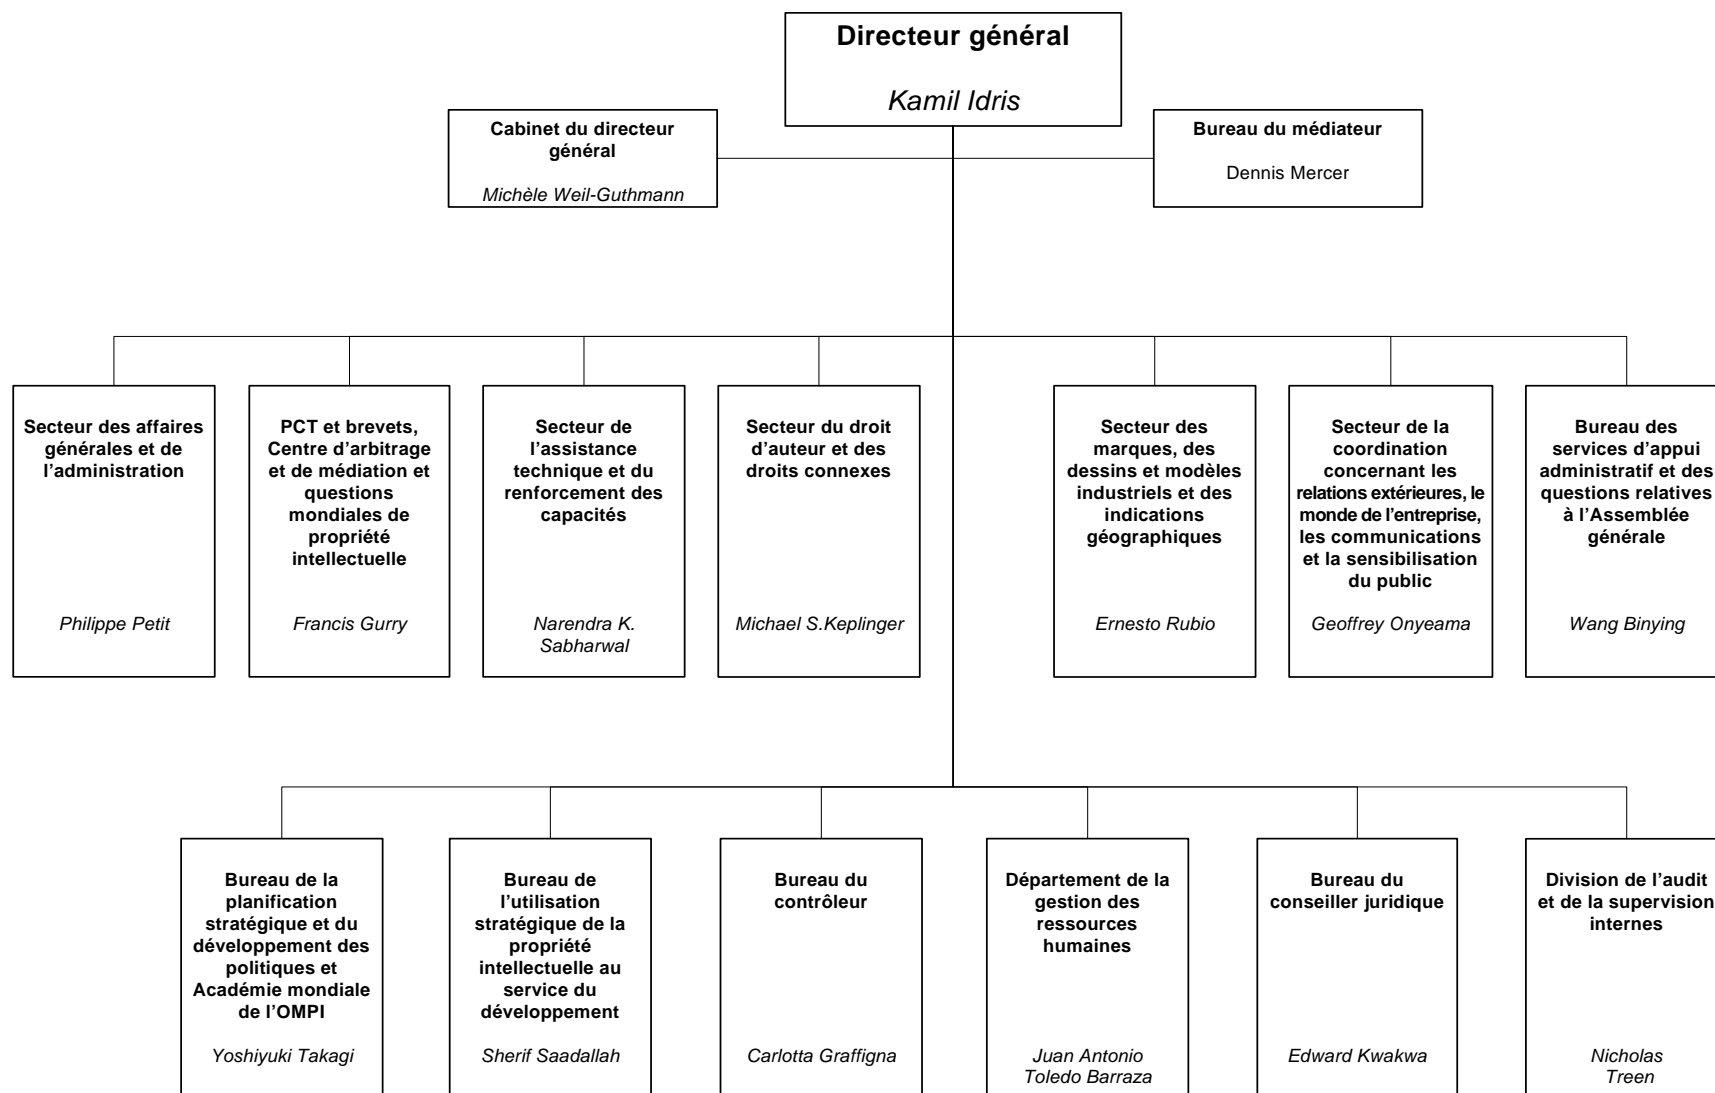 Directeur général
Kamil Idris
Cabinet du directeur
général
Michèle Weil-Guthmann
Bureau du médiateur
Dennis Mercer
Secteur des affaires
générales et de
l’administration
Philippe Petit
PCT et brevets,
Centre d’arbitrage
et de médiation et
questions
mondiales de
propriété
intellectuelle
Francis Gurry
Secteur de
l’assistance
technique et du
renforcement des
capacités
Narendra K.
Sabharwal
Secteur du droit
d’auteur et des
droits connexes
Michael S.Keplinger
Secteur des
marques, des
dessins et modèles
industriels et des
indications
géographiques
Ernesto Rubio
Secteur de la
coordination
concernant les
relations extérieures, le
monde de l’entreprise,
les communications
et la sensibilisation
du public
Geoffrey Onyeama
Bureau des
services d’appui
administratif et des
questions relatives
à l’Assemblée
générale
Wang Binying
Bureau de la
planification
stratégique et du
développement des
politiques et
Académie mondiale
de l’OMPI
Yoshiyuki Takagi
Bureau de
l’utilisation
stratégique de la
propriété
intellectuelle au
service du
développement
Sherif Saadallah
Bureau du
contrôleur
Carlotta Graffigna
Département de la
gestion des
ressources
humaines
Juan Antonio
Toledo Barraza
Bureau du
conseiller juridique
Edward Kwakwa
Division de l’audit
et de la supervision
internes
Nicholas
Treen